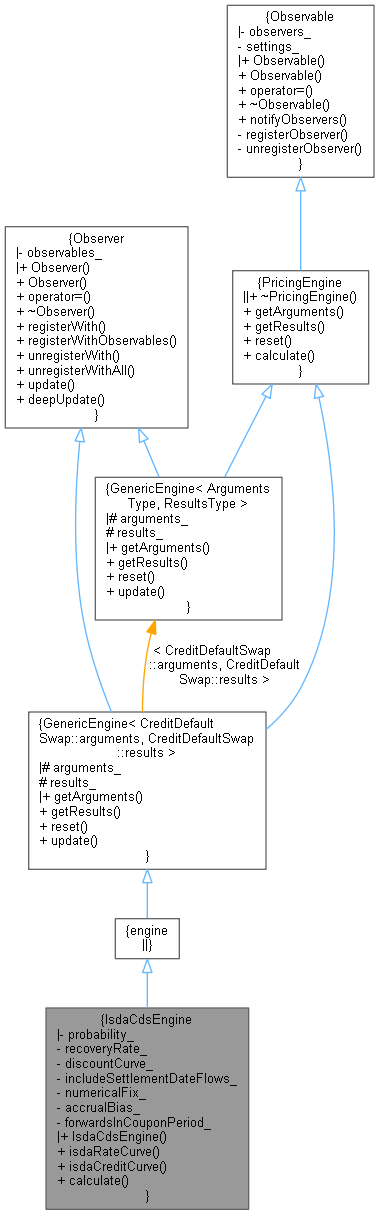 {Observable
|- observers_
- settings_
|+ Observable()
+ Observable()
+ operator=()
+ ~Observable()
+ notifyObservers()
- registerObserver()
- unregisterObserver()
}
{Observer
|- observables_
|+ Observer()
+ Observer()
+ operator=()
+ ~Observer()
+ registerWith()
+ registerWithObservables()
+ unregisterWith()
+ unregisterWithAll()
+ update()
+ deepUpdate()
}
{PricingEngine
||+ ~PricingEngine()
+ getArguments()
+ getResults()
+ reset()
+ calculate()
}
{GenericEngine< Arguments
Type, ResultsType >
|# arguments_
# results_
|+ getArguments()
+ getResults()
+ reset()
+ update()
}
< CreditDefaultSwap
::arguments, CreditDefault
Swap::results >
{GenericEngine< CreditDefault
Swap::arguments, CreditDefaultSwap
::results >
|# arguments_
# results_
|+ getArguments()
+ getResults()
+ reset()
+ update()
}
{engine
||}
{IsdaCdsEngine
|- probability_
- recoveryRate_
- discountCurve_
- includeSettlementDateFlows_
- numericalFix_
- accrualBias_
- forwardsInCouponPeriod_
|+ IsdaCdsEngine()
+ isdaRateCurve()
+ isdaCreditCurve()
+ calculate()
}